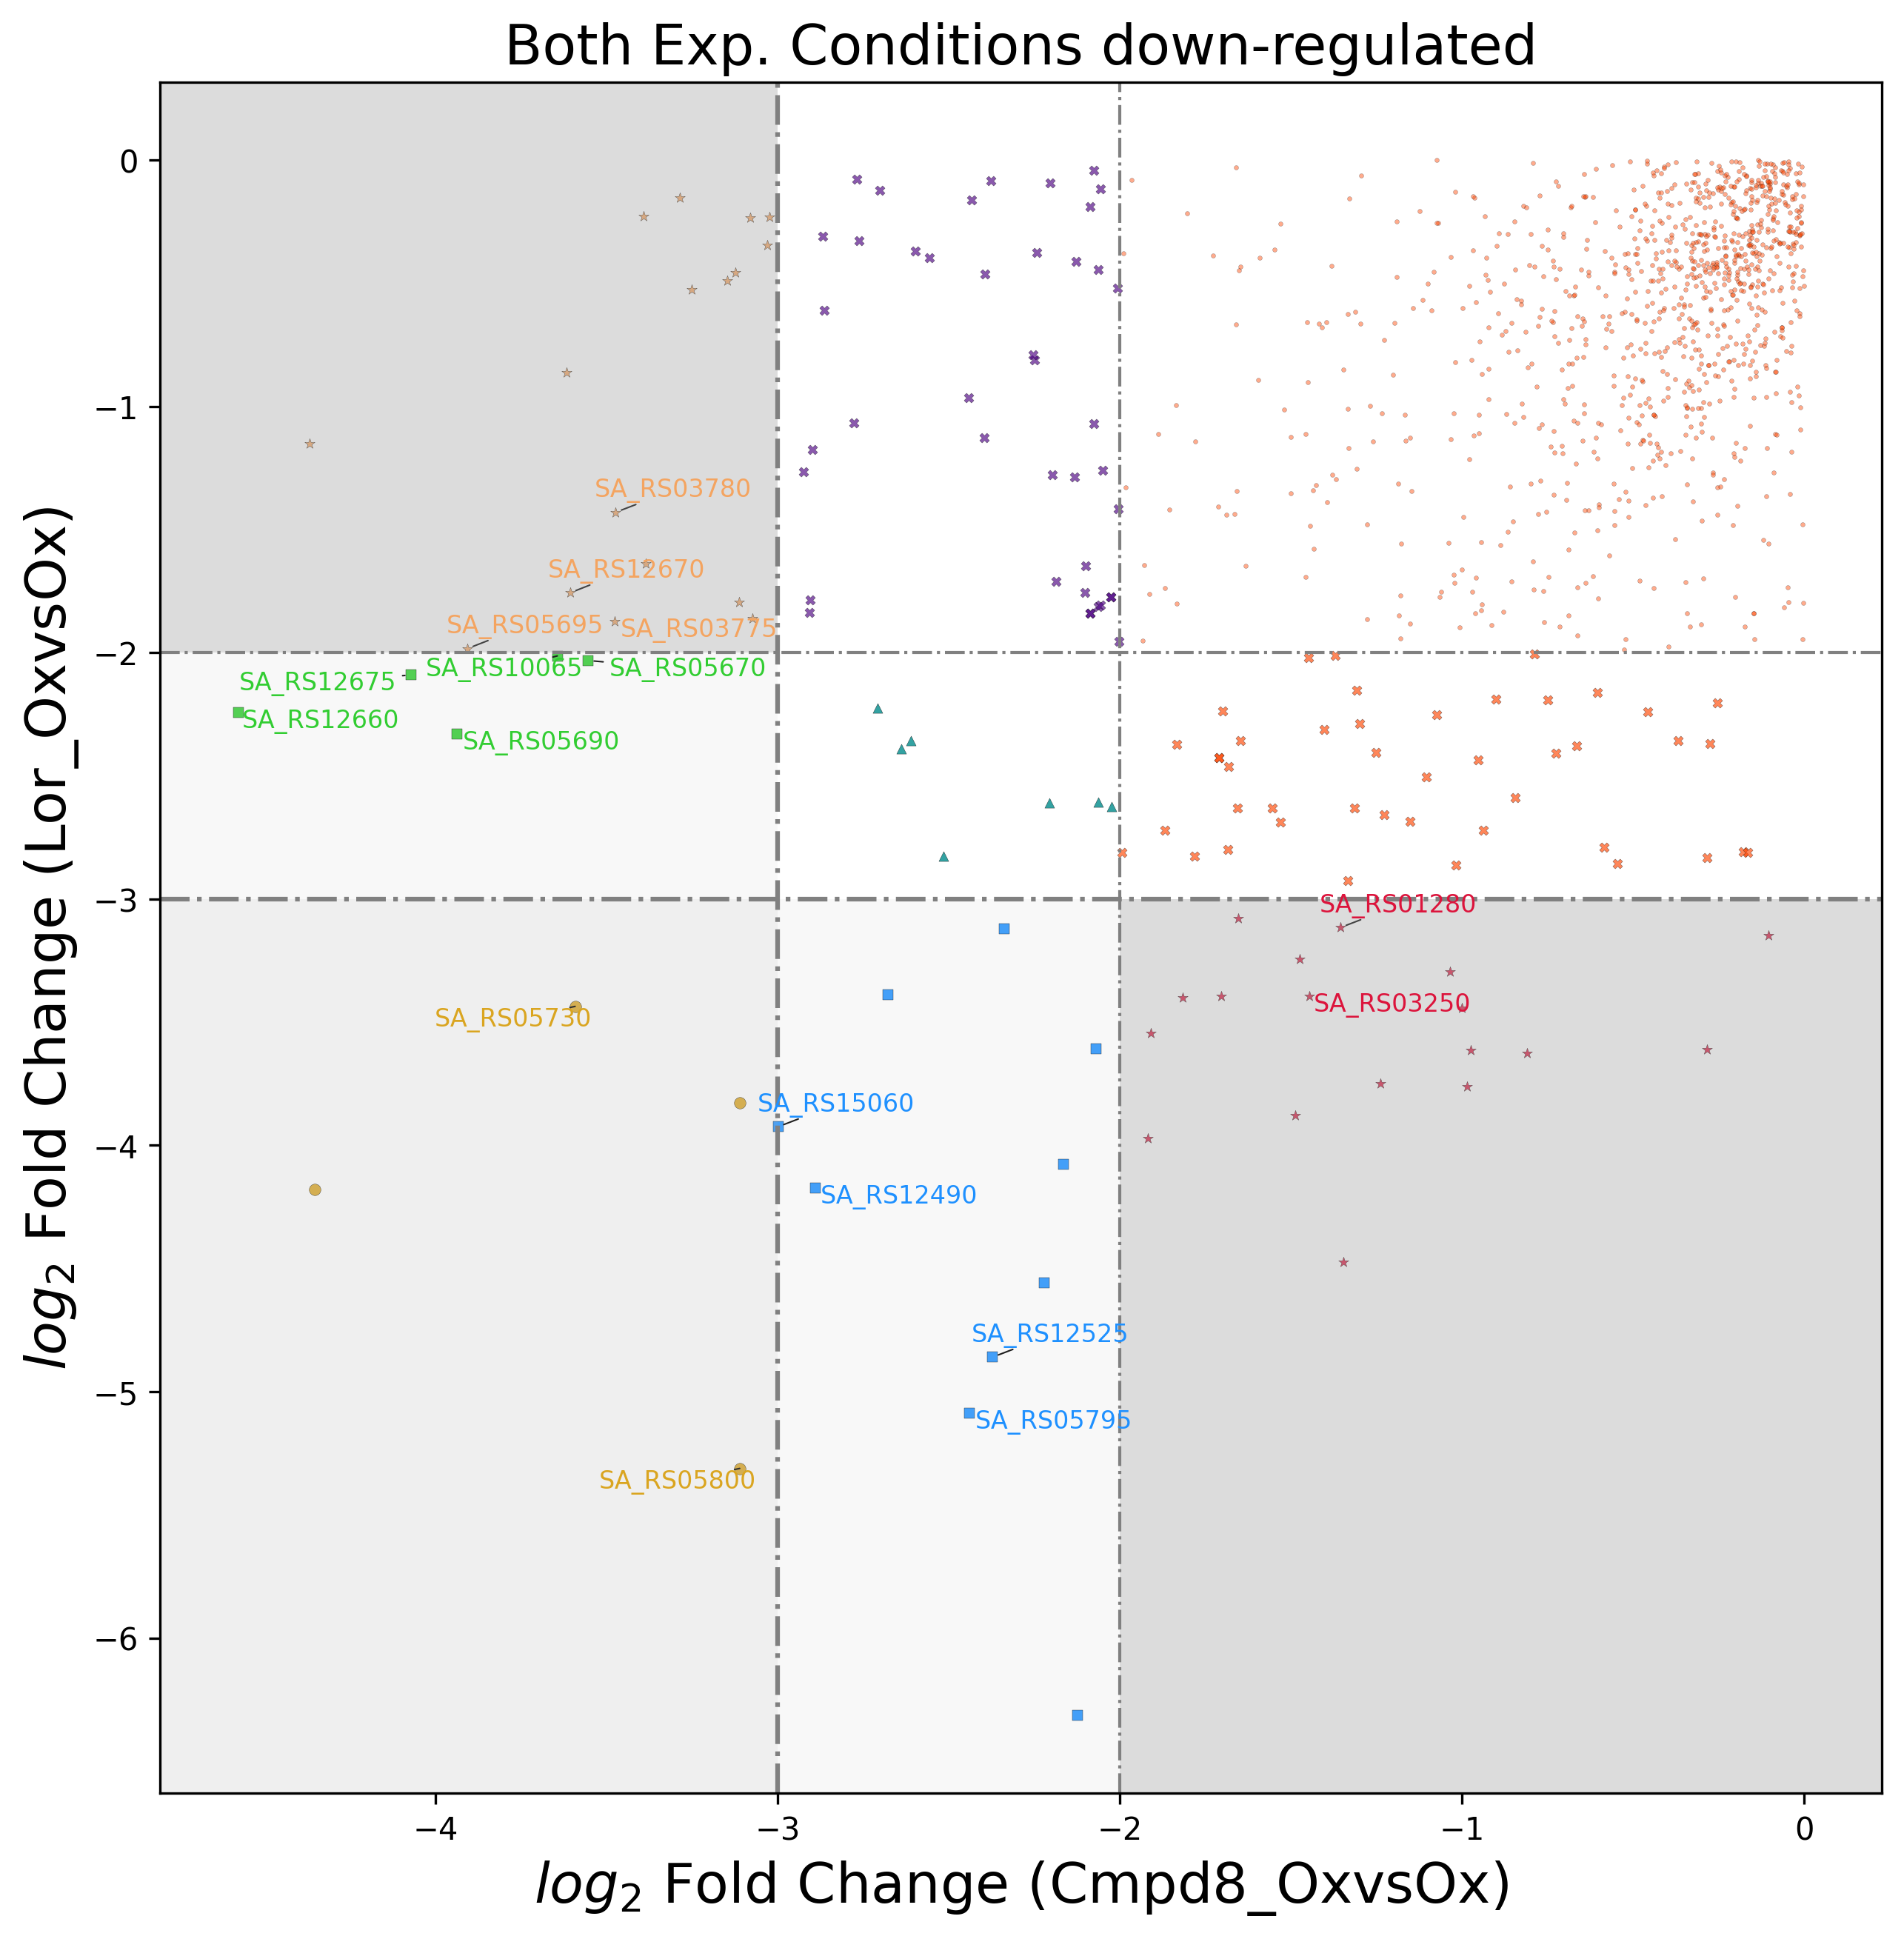 Both Exp. Conditions down-regulated
log2 Fold Change (Lor_OxvsOx)
0
−1
−2
−3
−4
−5
−6
SA_RS03780
SA_RS12670
SA_RS05695
SA_RS03775
SA_RS10065
SA_RS05670
SA_RS12675
SA_RS12660
SA_RS05690
SA_RS01280
SA_RS03250
SA_RS05730
SA_RS15060
SA_RS12490
SA_RS12525
SA_RS05795
SA_RS05800
−4
−3
−2
−1
0
log2 Fold Change (Cmpd8_OxvsOx)